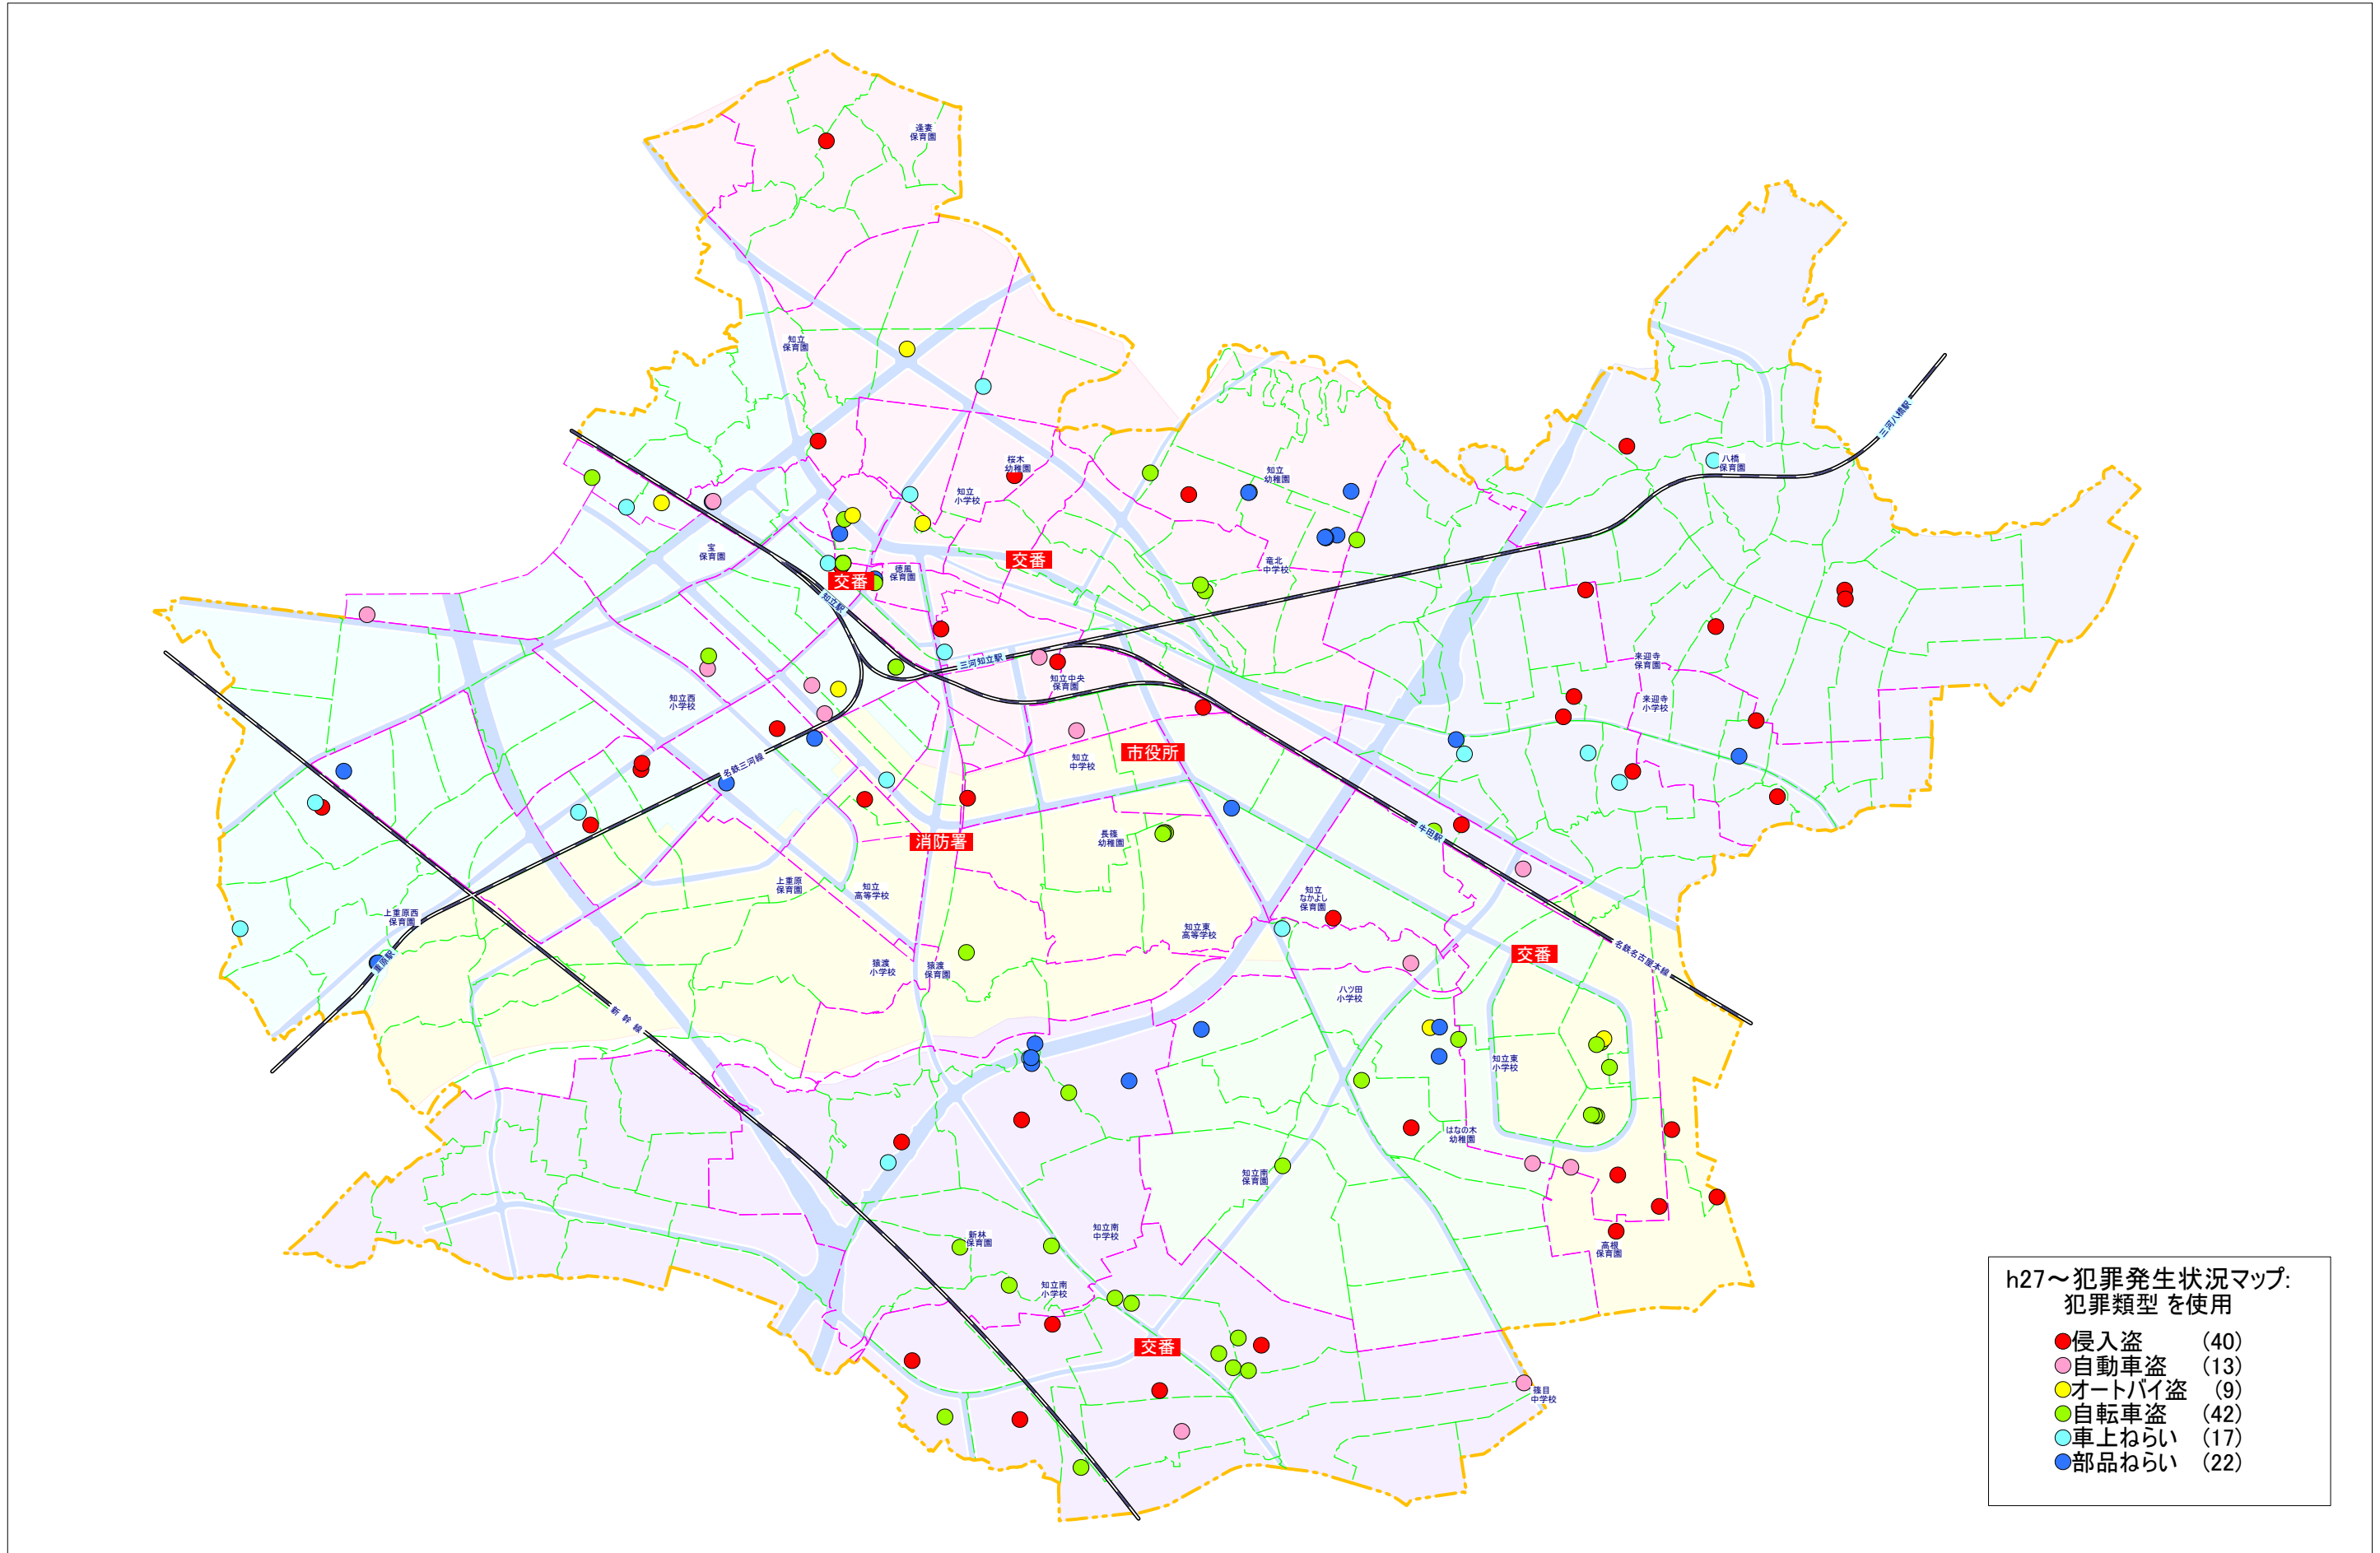 逢妻
保育園
知立
保育園
三河八橋駅
桜木
幼稚園
知立
小学校
知立
幼稚園
八橋
保育園
宝
保育園
交番
徳風
保育園
竜北
中学校
交番
知立駅
三河知立駅
知立中央
保育園
来迎寺
保育園
来迎寺
小学校
知立西
小学校
市役所
知立
中学校
名鉄三河線
消防署
長篠
幼稚園
牛田駅
上重原
保育園
知立
高等学校
知立
なかよし
保育園
上重原西
保育園
知立東
高等学校
交番
名鉄名古屋本線
重原駅
猿渡
小学校
猿渡
保育園
八ツ田
小学校
新幹線
知立東
小学校
はなの木
幼稚園
知立南
保育園
知立南
中学校
新林
保育園
高根
保育園
知立南
小学校
交番
篠目
中学校
h27～犯罪発生状況マップ:
犯罪類型 を使用
侵入盗 (40)
自動車盗 (13)
オートバイ盗 (9)
自転車盗 (42)
車上ねらい (17)
部品ねらい (22)